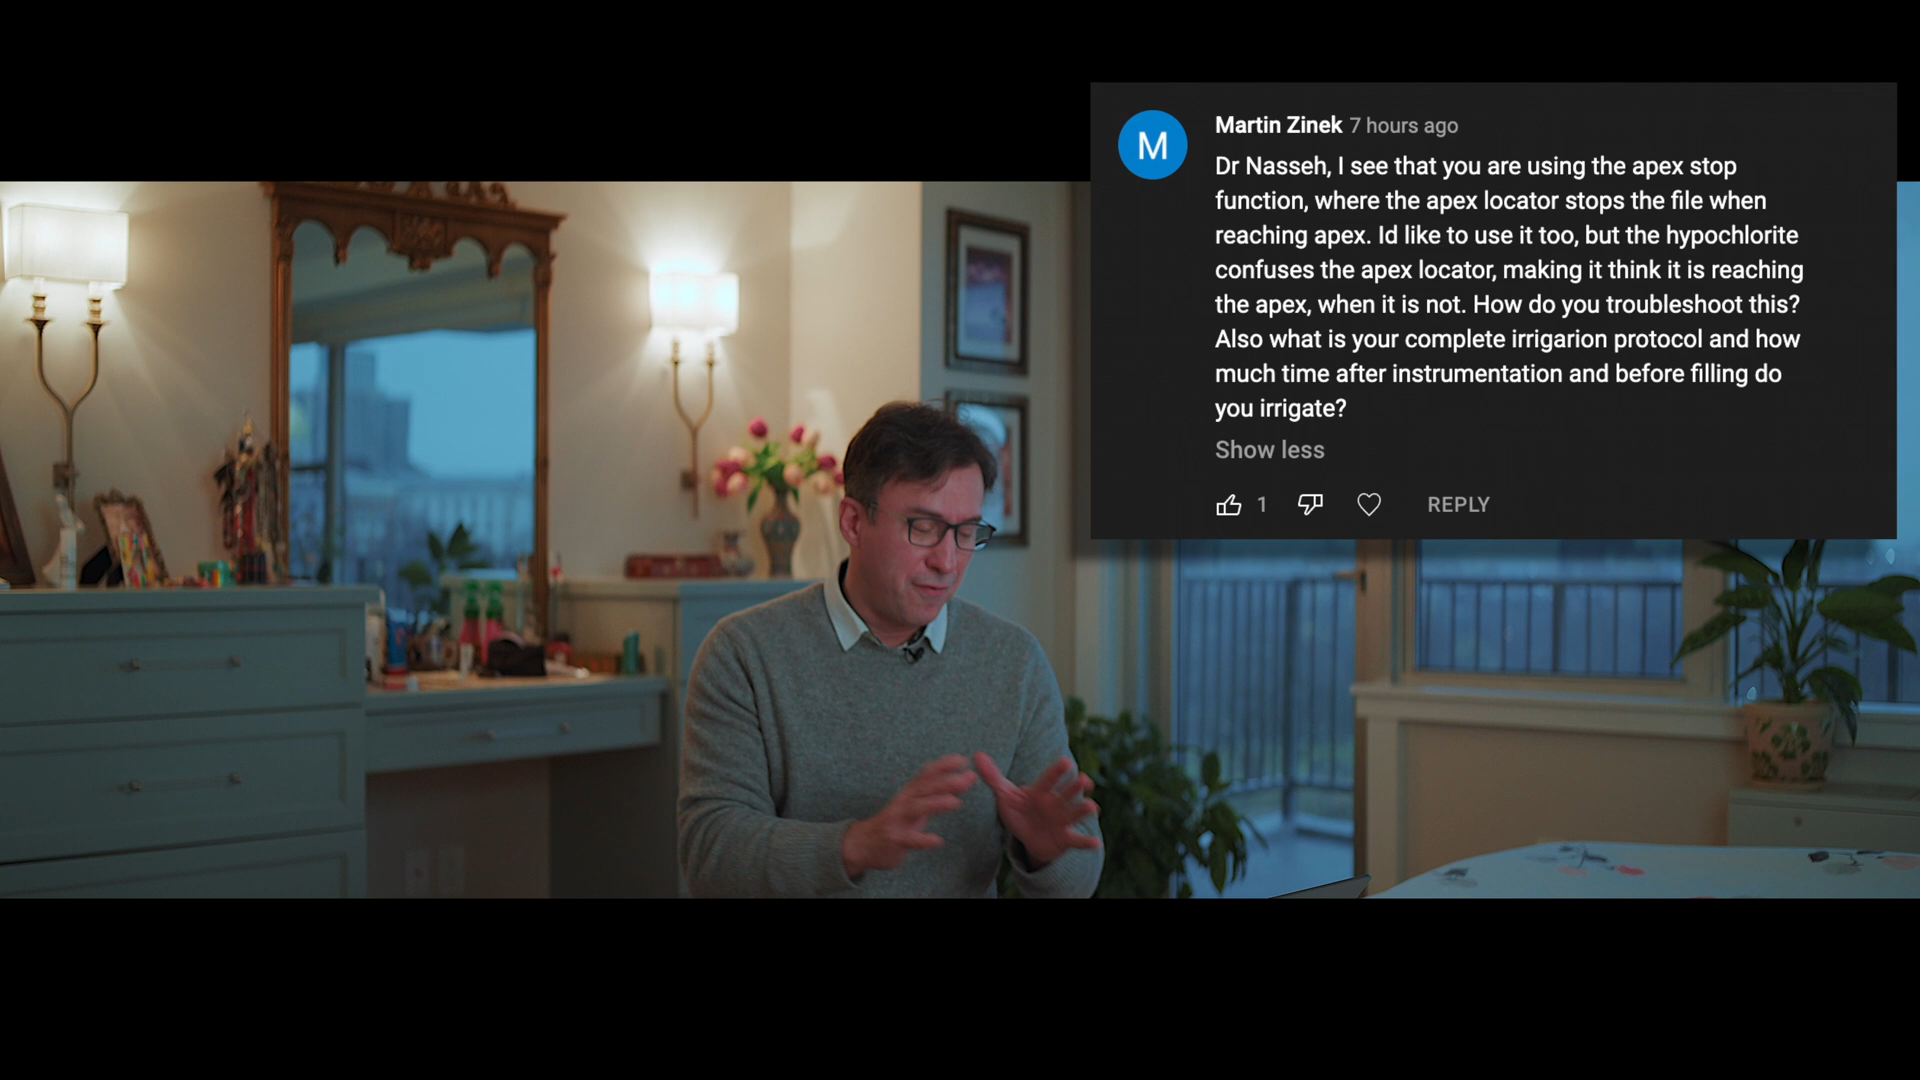 M
Martin Zinek 7 hours ago
Dr Nasseh, I see that you are using the apex stop
function, where the apex locator stops the file when
reaching apex. Id like to use it too, but the hypochlorite
confuses the apex locator, making it think it is reaching
the apex, when it is not. How do you troubleshoot this?
Also what is your complete irrigarion protocol and how
much time after instrumentation and before filling do
you irrigate?
Show less
1
REPLY